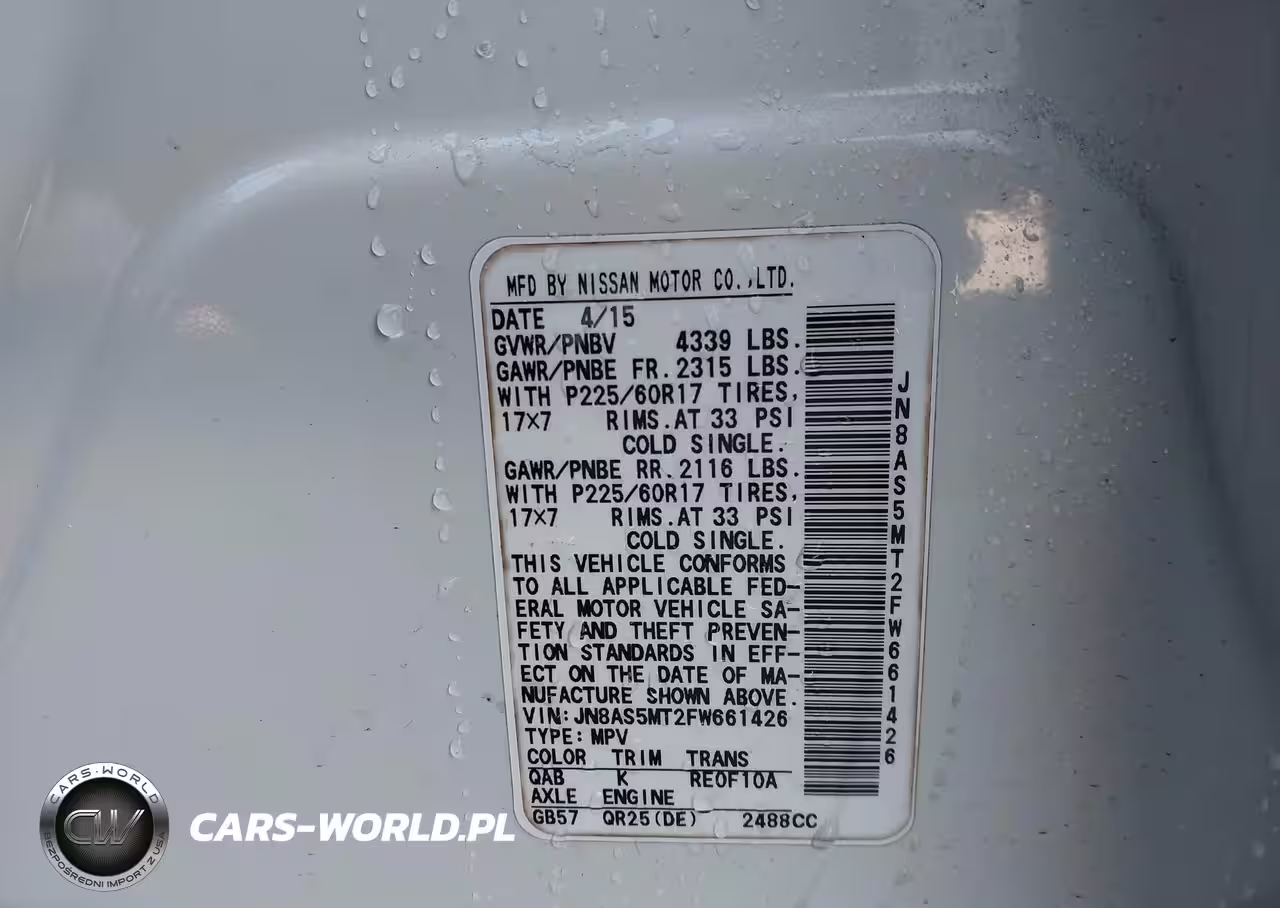 MFD BY NISSAN MOTOR CO.,LTD.
DATE 4/15
GVWR/PNBV 4339 LBS.
GAWR/PNBE FR.2315 LBS.
WITH P225/60R17 TIRES,
17×7 RIMS.AT 33 PSI
COLD SINGLE.
GAWR/PNBE RR.2116 LBS.
WITH P225/60R17 TIRES,
17×7 RIMS.AT 33 PSI
COLD SINGLE.
THIS VEHICLE CONFORMS
TO ALL APPLICABLE FED-
ERAL MOTOR VEHICLE SA-
FETY AND THEFT PREVEN-
TION STANDARDS IN EFF-
ECT ON THE DATE OF MA-
NUFACTURE SHOWN ABOVE.
VIN:JN8AS5MT2FW661426
TYPE:MPV
COLOR TRIM TRANS
QAB K RE0F10A
AXLE ENGINE
GB57 QR25(DE) 2488CC
JN8AS5MT2FW661426
CARS-WORLD
CW
BEZPOŚREDNI IMPORT Z USA
CARS-WORLD.PL